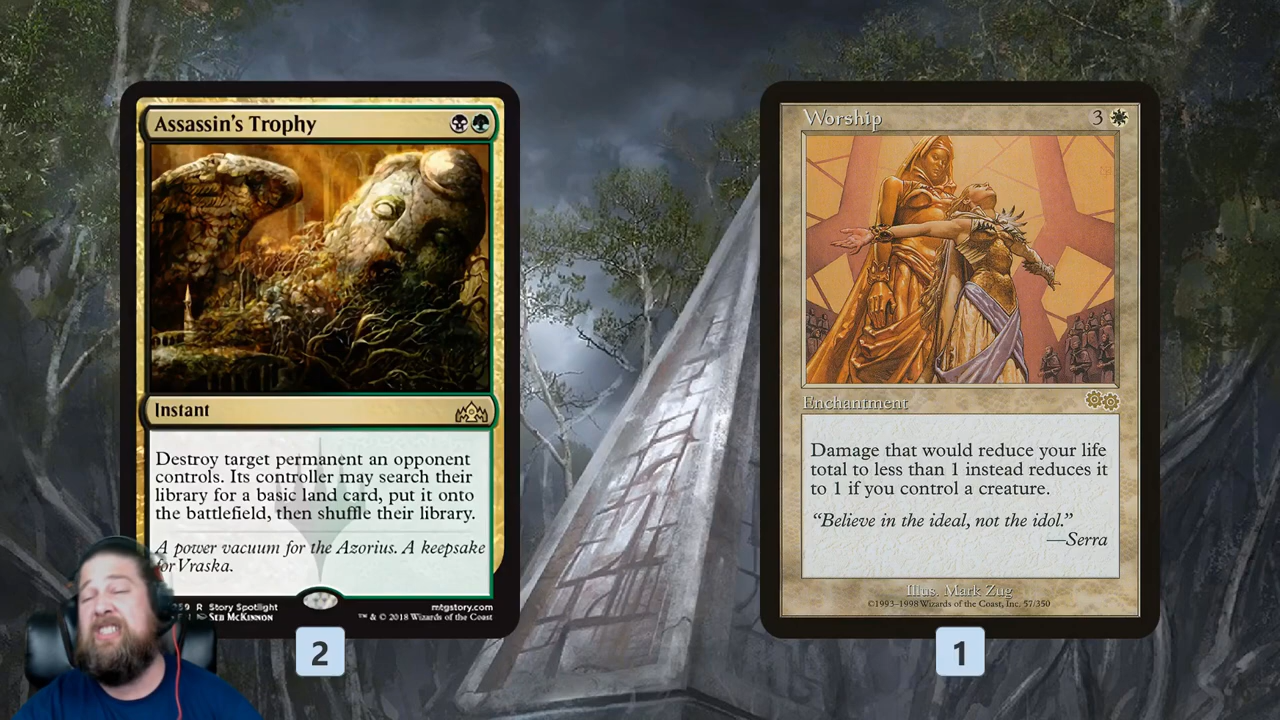 Assassin's Trophy
Instant
Destroy target permanent an opponent
controls. Its controller may search their
library for a basic land card, put it onto
the battlefield, then shuffle their library.
A power vacuum for the Azorius. A keepsake
for Vraska.
R Story Spotlight
mtgstory.com
Seb McKinnon
™ & © 2018 Wizards of the Coast
2
Worship
3
Enchantment
Damage that would reduce your life
total to less than 1 instead reduces it
to 1 if you control a creature.
“Believe in the ideal, not the idol.”
—Serra
Illus. Mark Zug
©1993–1998 Wizards of the Coast, Inc. 57/350
1